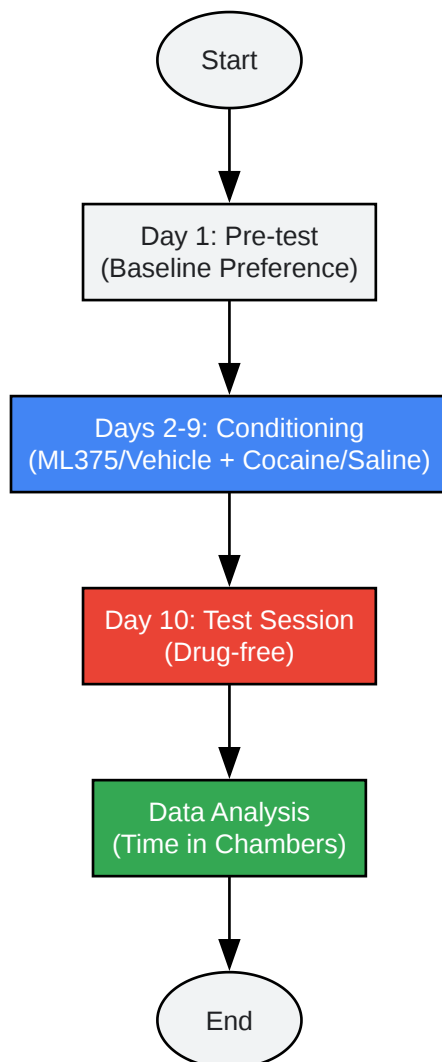 Start
Day 1: Pre-test
(Baseline Preference)
Days 2-9: Conditioning
(ML375/Vehicle + Cocaine/Saline)
Day 10: Test Session
(Drug-free)
Data Analysis
(Time in Chambers)
End